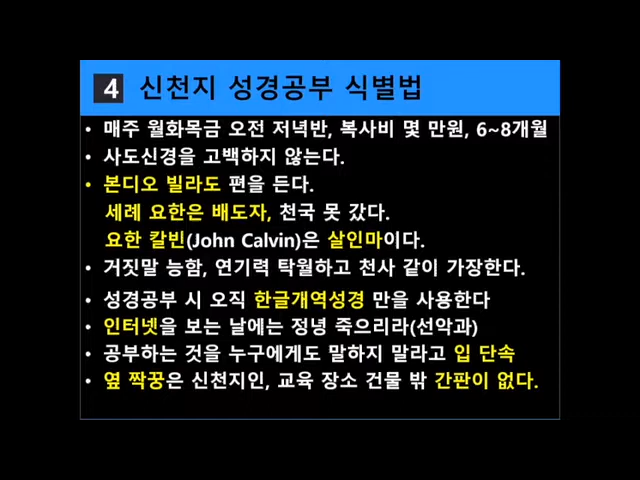 4 신천지 성경공부 식별법
• 매주 월화목금 오전 저녁반, 복사비 몇 만원, 6~8개월
• 사도신경을 고백하지 않는다.
• 본디오 빌라도 편을 든다.
세례 요한은 배도자, 천국 못 갔다.
요한 칼빈(John Calvin)은 살인마이다.
• 거짓말 능함, 연기력 탁월하고 천사 같이 가장한다.
• 성경공부 시 오직 한글개역성경 만을 사용한다
• 인터넷을 보는 날에는 정녕 죽으리라(선악과)
• 공부하는 것을 누구에게도 말하지 말라고 입 단속
• 옆 짝꿍은 신천지인, 교육 장소 건물 밖 간판이 없다.